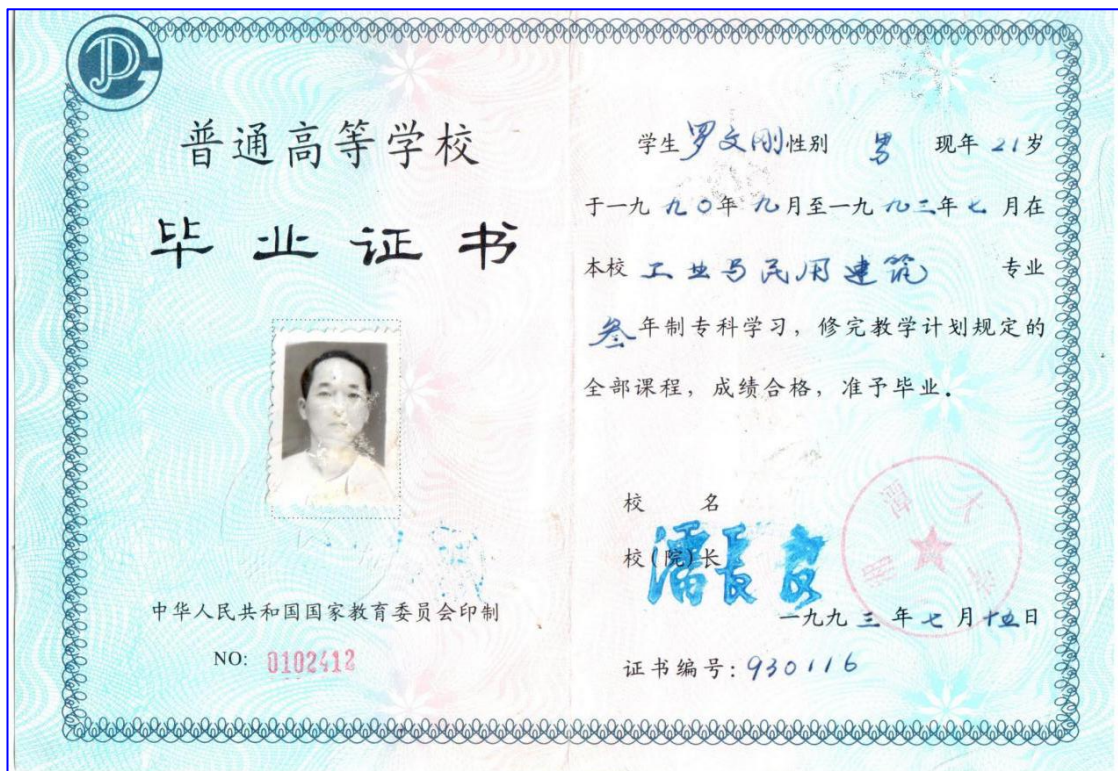 普通高等学校
毕业证书
中华人民共和国国家教育委员会印制
NO: 0102412
学生罗文刚性别 男 现年21岁
于一九九〇年九月至一九九三年七月在
本校 工业与民用建筑 专业
叁年制专科学习，修完教学计划规定的
全部课程，成绩合格，准予毕业．
校 名
校(院)长 潘長良
一九九三年七月十五日
证书编号：930116